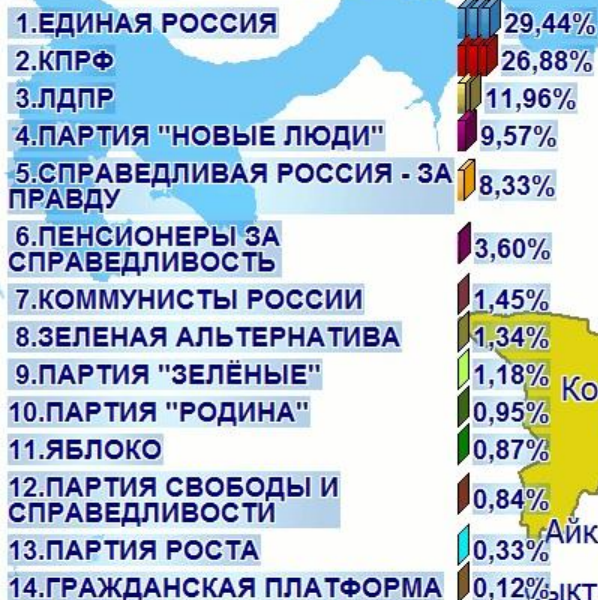 1.ЕДИНАЯ РОССИЯ 29,44%
2.КПРФ 26,88%
3.ЛДПР 11,96%
4.ПАРТИЯ "НОВЫЕ ЛЮДИ" 9,57%
5.СПРАВЕДЛИВАЯ РОССИЯ - ЗА
ПРАВДУ 8,33%
6.ПЕНСИОНЕРЫ ЗА
СПРАВЕДЛИВОСТЬ 3,60%
7.КОММУНИСТЫ РОССИИ 1,45%
8.ЗЕЛЕНАЯ АЛЬТЕРНАТИВА 1,34%
9.ПАРТИЯ "ЗЕЛЁНЫЕ" 1,18%
Ко
10.ПАРТИЯ "РОДИНА" 0,95%
11.ЯБЛОКО 0,87%
12.ПАРТИЯ СВОБОДЫ И
СПРАВЕДЛИВОСТИ 0,84%
Айк
13.ПАРТИЯ РОСТА 0,33%
14.ГРАЖДАНСКАЯ ПЛАТФОРМА 0,12%